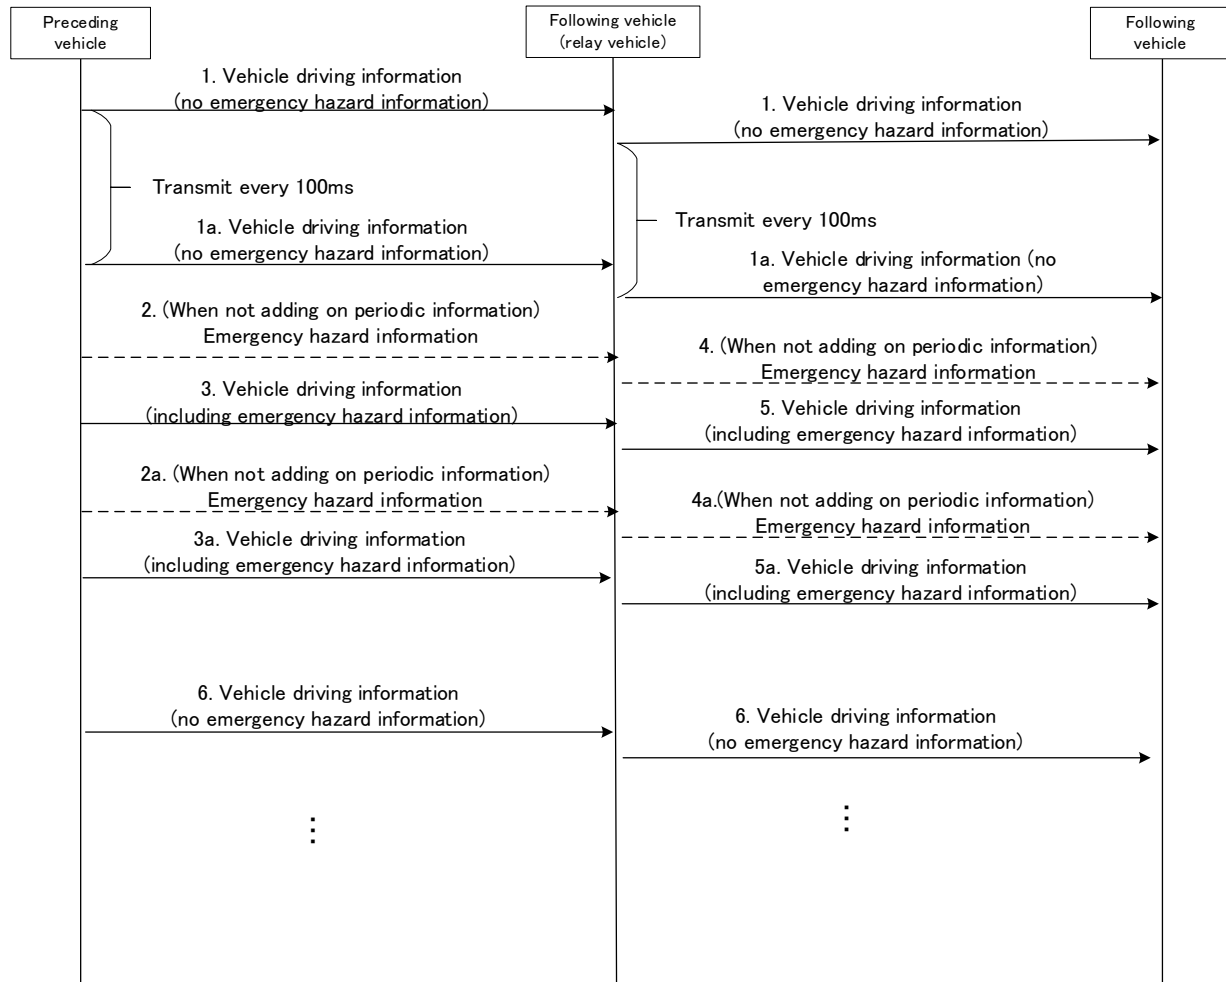 Preceding
vehicle
Following vehicle
(relay vehicle)
Following
vehicle
1. Vehicle driving information
(no emergency hazard information)
1. Vehicle driving information
(no emergency hazard information)
Transmit every 100ms
Transmit every 100ms
1a. Vehicle driving information
(no emergency hazard information)
1a. Vehicle driving information (no
emergency hazard information)
2. (When not adding on periodic information)
Emergency hazard information
4. (When not adding on periodic information)
Emergency hazard information
3. Vehicle driving information
(including emergency hazard information)
5. Vehicle driving information
(including emergency hazard information)
2a. (When not adding on periodic information)
Emergency hazard information
4a.(When not adding on periodic information)
Emergency hazard information
3a. Vehicle driving information
(including emergency hazard information)
5a. Vehicle driving information
(including emergency hazard information)
6. Vehicle driving information
(no emergency hazard information)
6. Vehicle driving information
(no emergency hazard information)